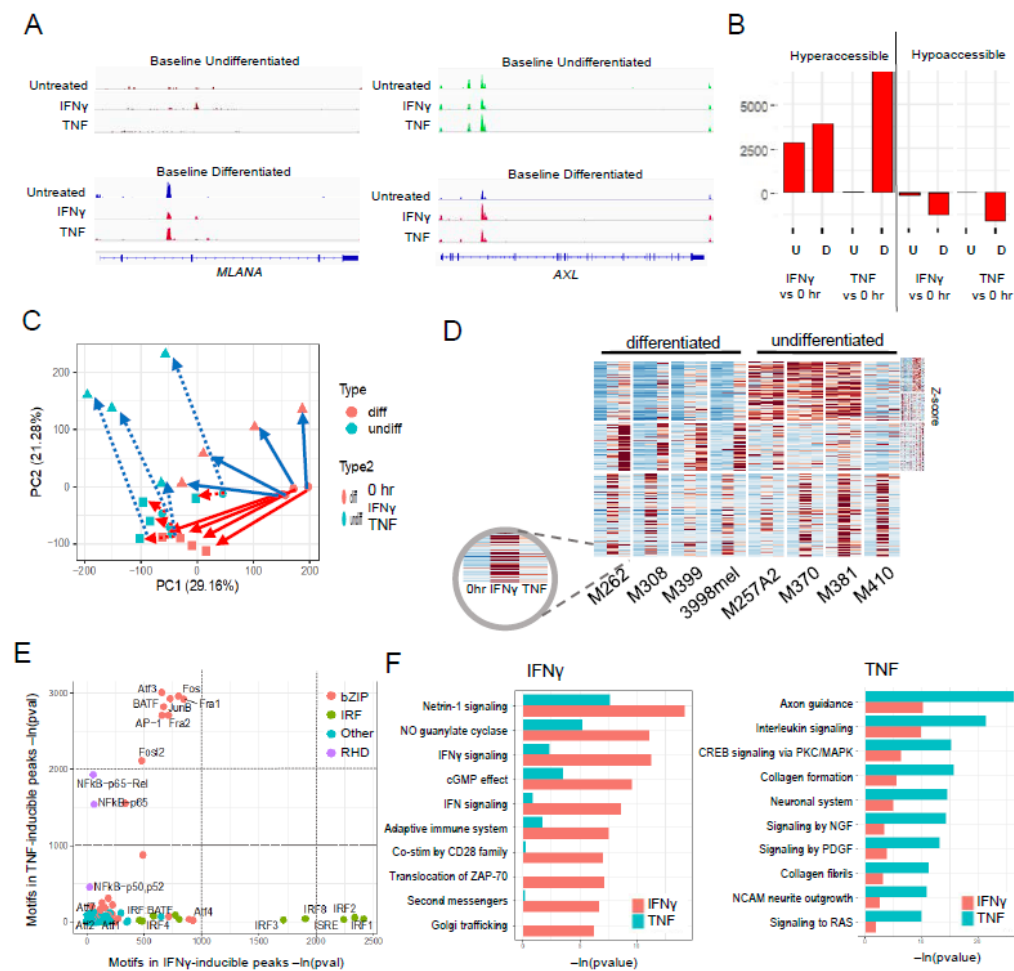 A
Baseline Undifferentiated
Untreated
IFNγ
TNF
Baseline Differentiated
Untreated
IFNγ
TNF
MLANA
Baseline Undifferentiated
Untreated
IFNγ
TNF
Baseline Differentiated
Untreated
IFNγ
TNF
AXL
B
Hyperaccessible
Hypoaccessible
5000
2500
0
U D U D U D U D
IFNγ vs 0 hr
TNF vs 0 hr
IFNγ vs 0 hr
TNF vs 0 hr
C
PC2 (21.28%)
200
100
0
−100
−200 −100 0 100 200
PC1 (29.16%)
Type
diff
undiff
Type2
0 hr
IFNγ
TNF
D
differentiated
undifferentiated
Z-score
0hr IFNγ TNF
M262
M308
M399
3998mel
M257A2
M370
M381
M410
E
Motifs in TNF-inducible peaks −ln(pval)
3000
2000
1000
0
Atf3
Fos
BATF
JunB
Fra1
AP-1
Fra2
Fosl2
NFkB-p65-Rel
NFkB-p65
NFkB-p50,p52
Atf7
Atf2
Atf1
IRF:BATF
IRF4
Atf4
IRF3
IRF8
ISRE
IRF2
IRF1
bZIP
IRF
Other
RHD
0 500 1000 1500 2000 2500
Motifs in IFNγ-inducible peaks −ln(pval)
F
IFNγ
Netrin-1 signaling
NO guanylate cyclase
IFNγ signaling
cGMP effect
IFN signaling
Adaptive immune system
Co-stim by CD28 family
Translocation of ZAP-70
Second messengers
Golgi trafficking
IFNγ
TNF
0 5 10 15
−ln(pvalue)
TNF
Axon guidance
Interleukin signaling
CREB signaling via PKC/MAPK
Collagen formation
Neuronal system
Signaling by NGF
Signaling by PDGF
Collagen fibrils
NCAM neurite outgrowth
Signaling to RAS
IFNγ
TNF
−ln(pvalue)